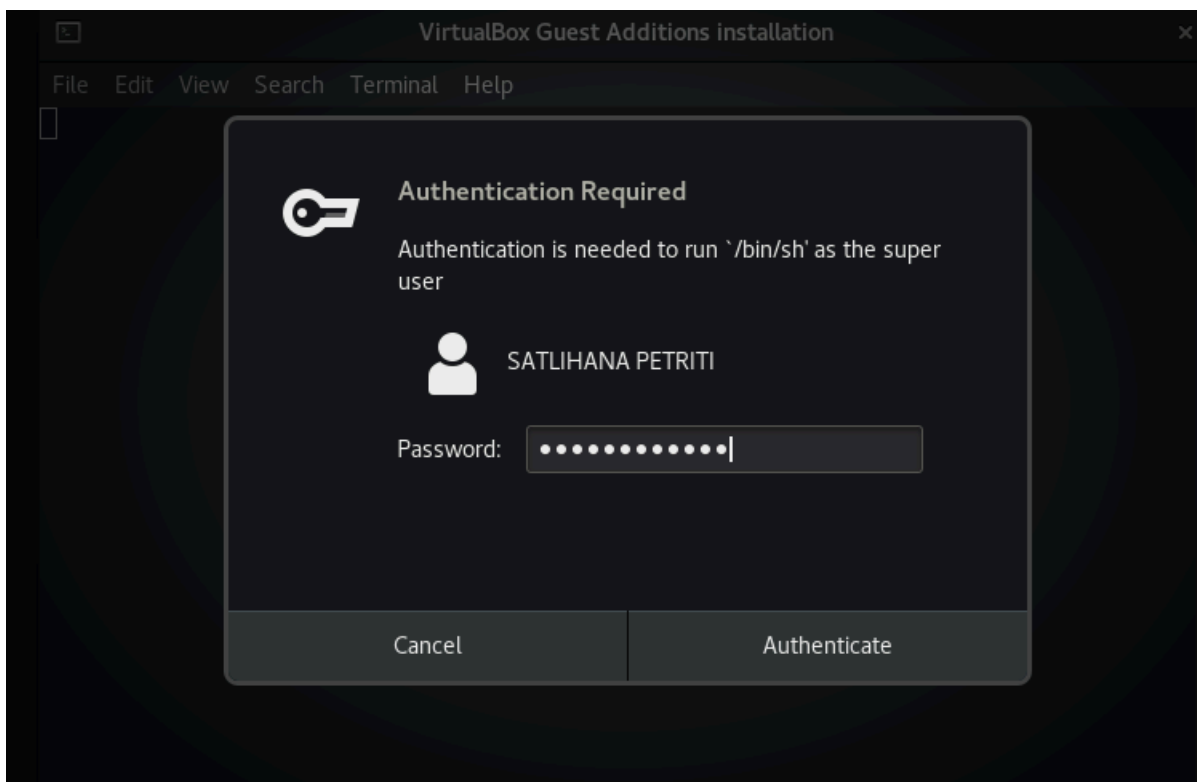 VirtualBox Guest Additions installation
File Edit View Search Terminal Help
Authentication Required
Authentication is needed to run `/bin/sh' as the super
user
SATLIHANA PETRITI
Password: ●●●●●●●●●●●●
Cancel Authenticate